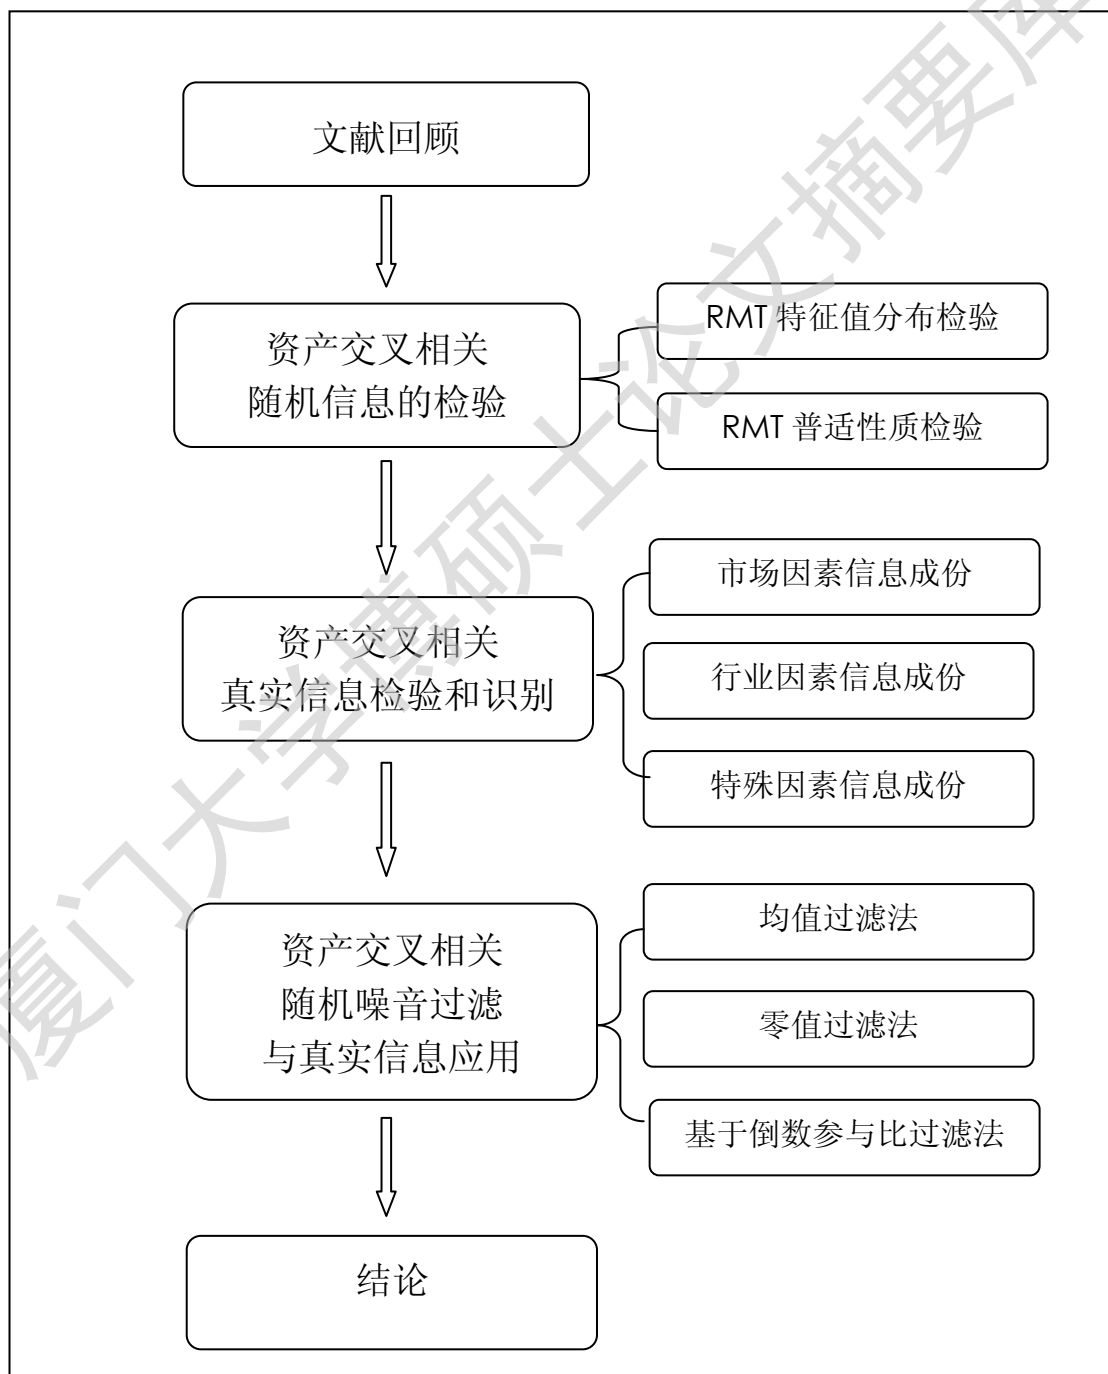 文献回顾
资产交叉相关
随机信息的检验
RMT 特征值分布检验
RMT 普适性质检验
资产交叉相关
真实信息检验和识别
市场因素信息成份
行业因素信息成份
特殊因素信息成份
资产交叉相关
随机噪音过滤
与真实信息应用
均值过滤法
零值过滤法
基于倒数参与比过滤法
结论
厦门大学博硕士论文摘要库